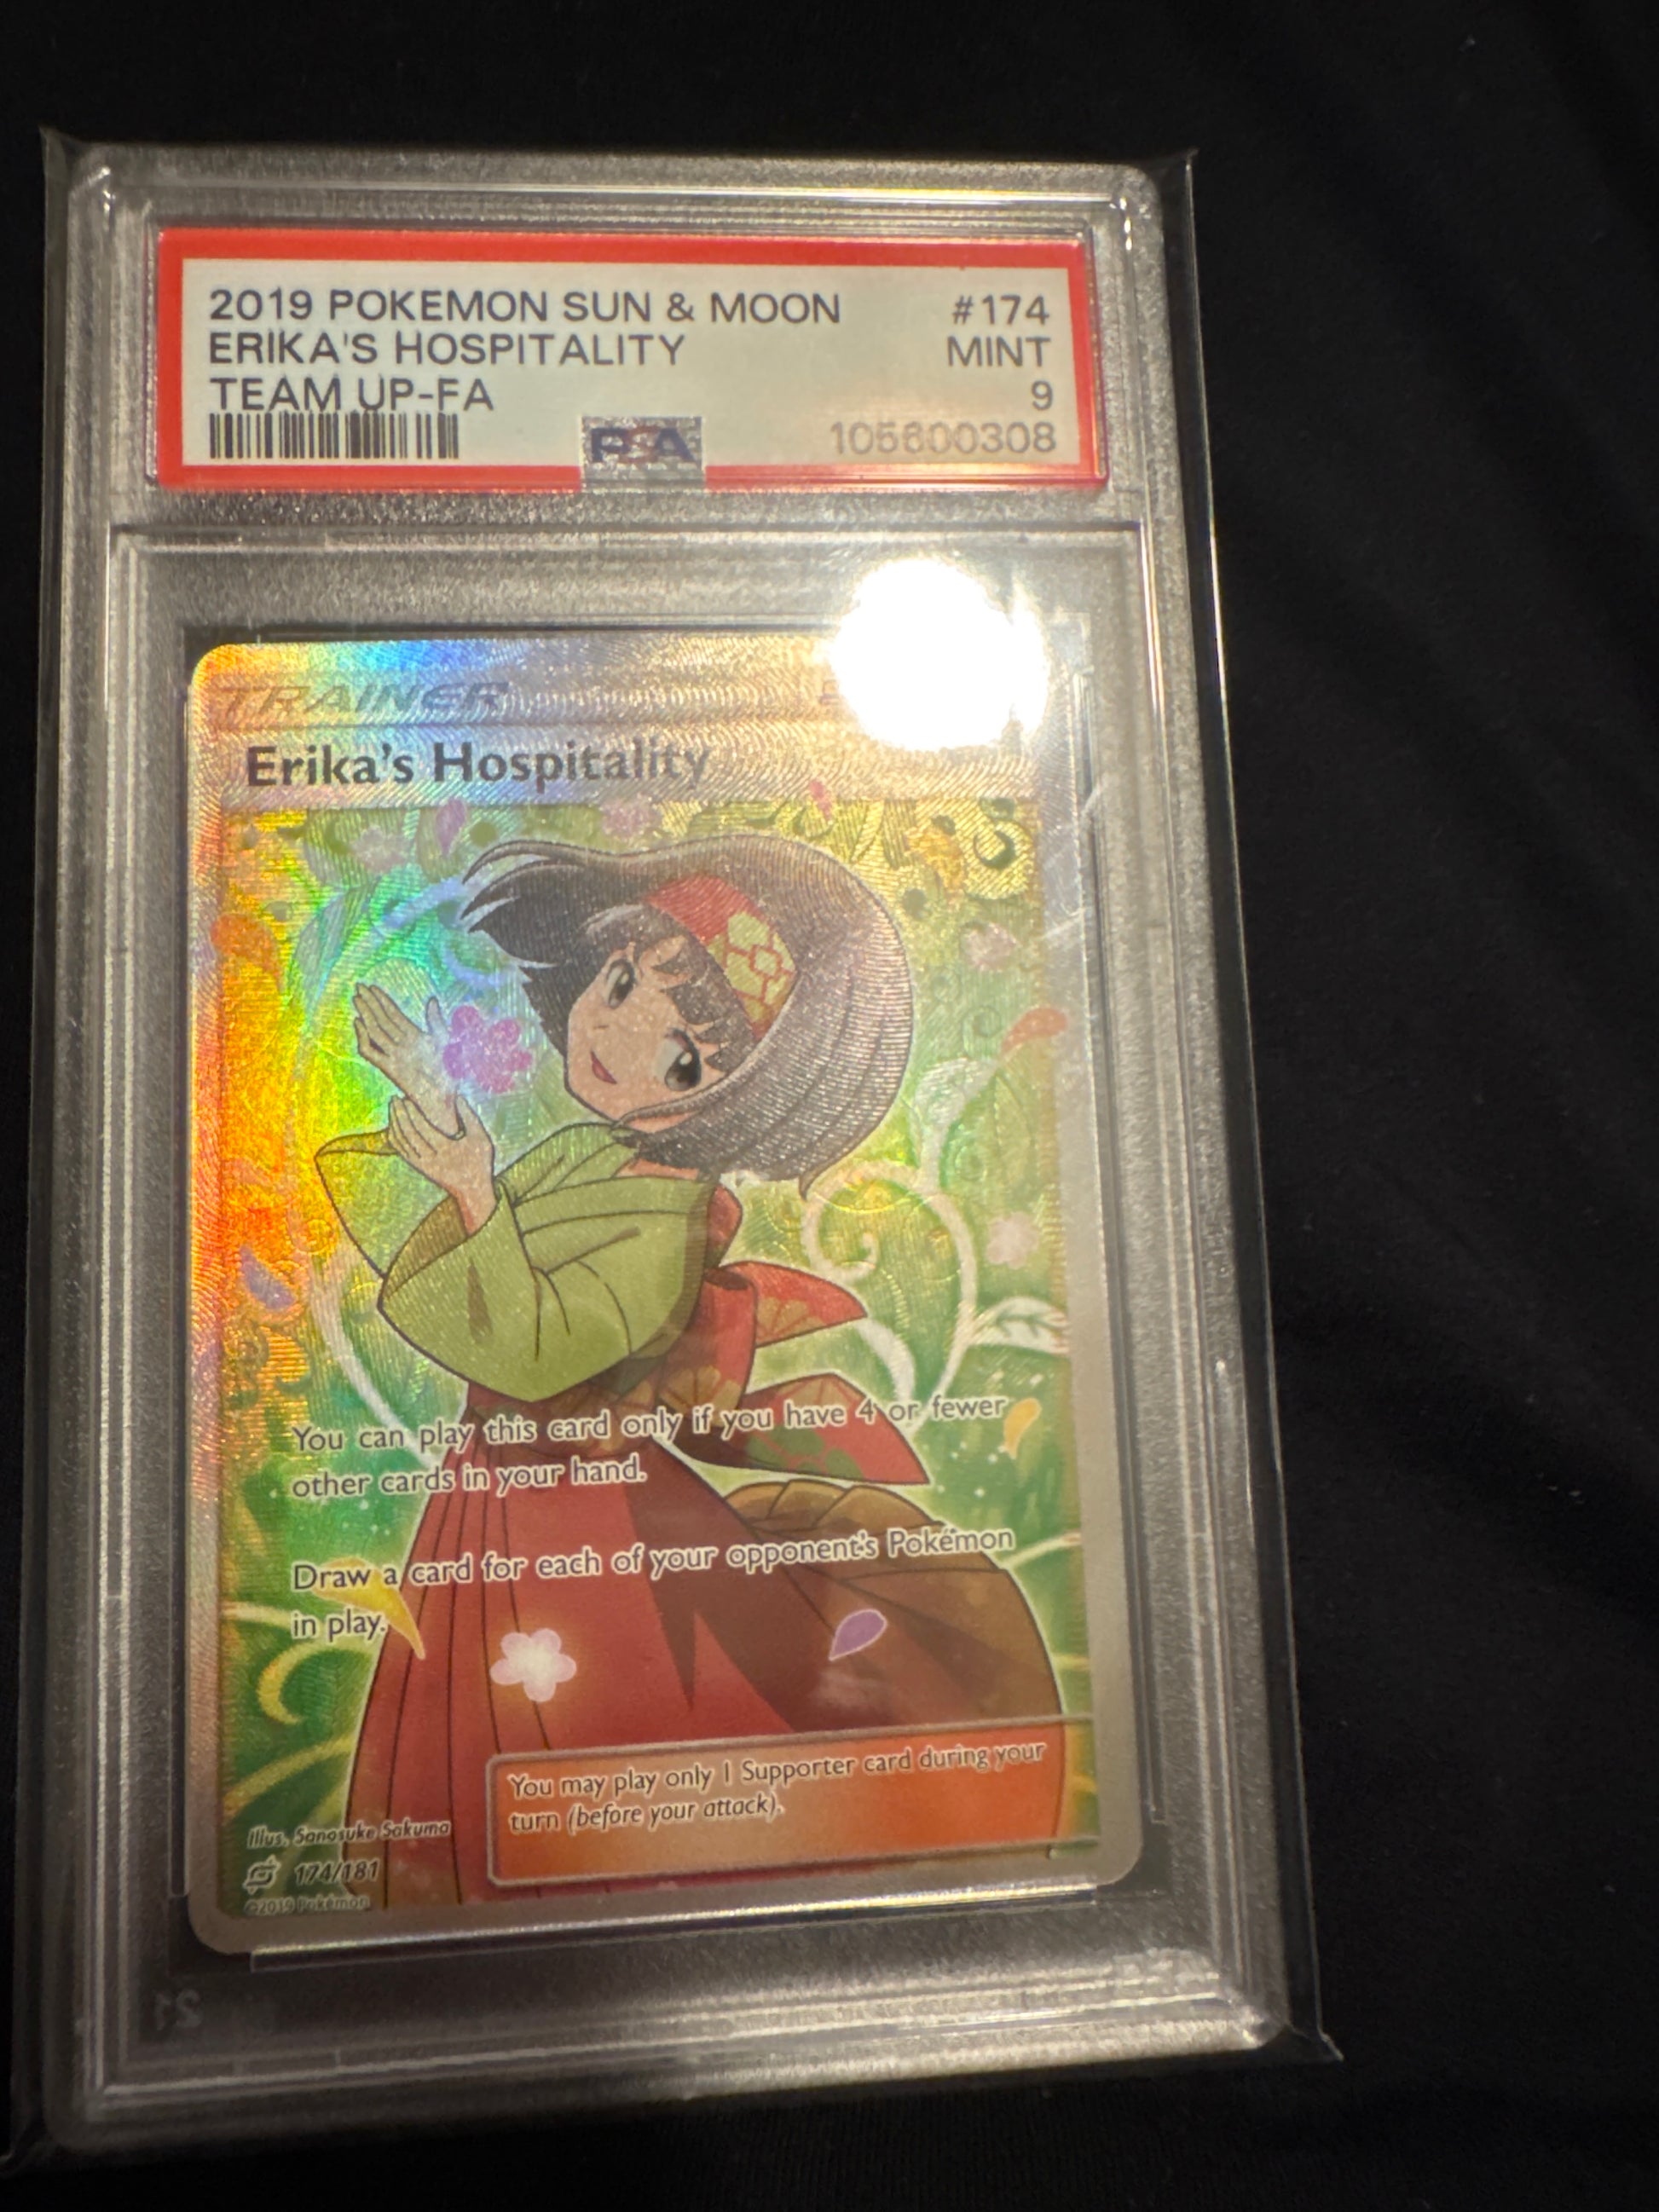 2019 POKEMON SUN & MOON #174
ERIKA'S HOSPITALITY MINT
TEAM UP-FA 9
PSA 105600308
TRAINER
Erika's Hospitality
You can play this card only if you have 4 or fewer
other cards in your hand.
Draw a card for each of your opponent's Pokémon
in play.
You may play only 1 Supporter card during your
turn (before your attack).
Illus. Sanosuke Sakuma
174/181
©2019 Pokémon